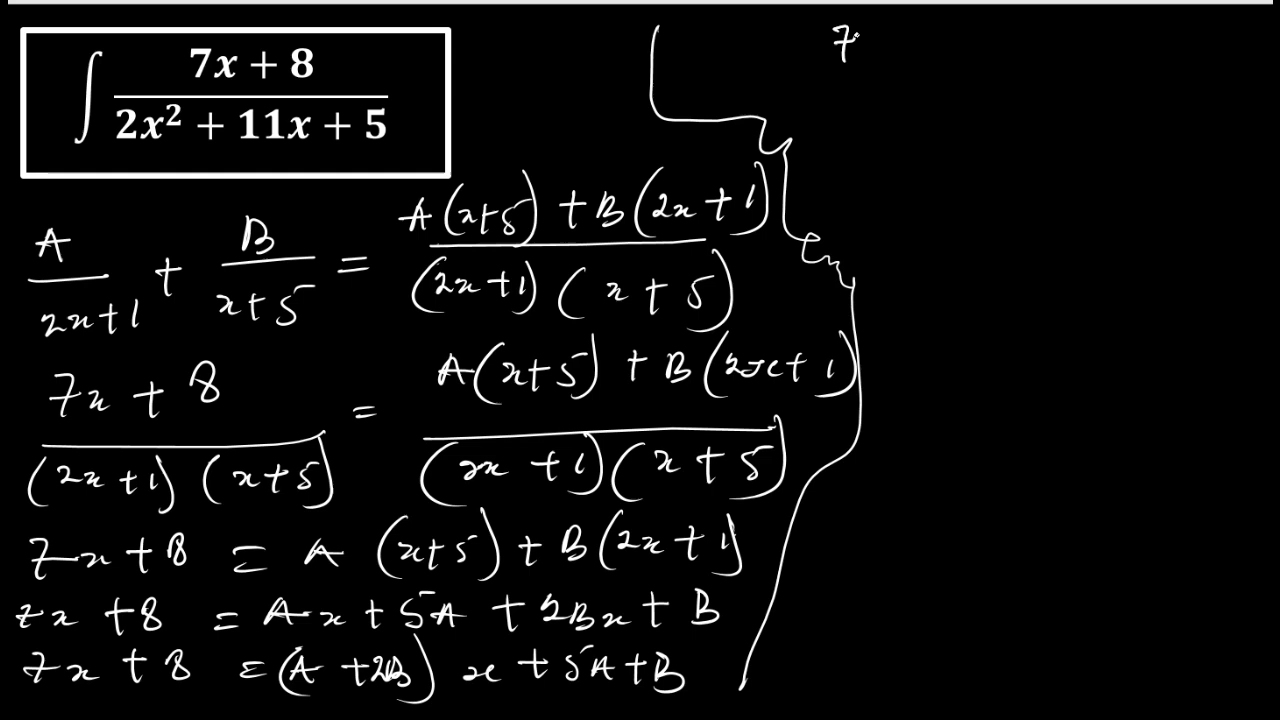 ∫ 7x + 8 / 2x² + 11x + 5
7
A / 2x+1 + B / x+5 = A(x+5) + B(2x+1) / (2x+1)(x+5)
7x + 8 / (2x+1)(x+5) = A(x+5) + B(2x+1) / (2x+1)(x+5)
7x + 8 = A(x+5) + B(2x+1)
7x + 8 = Ax + 5A + 2Bx + B
7x + 8 = (A + 2B)x + 5A + B